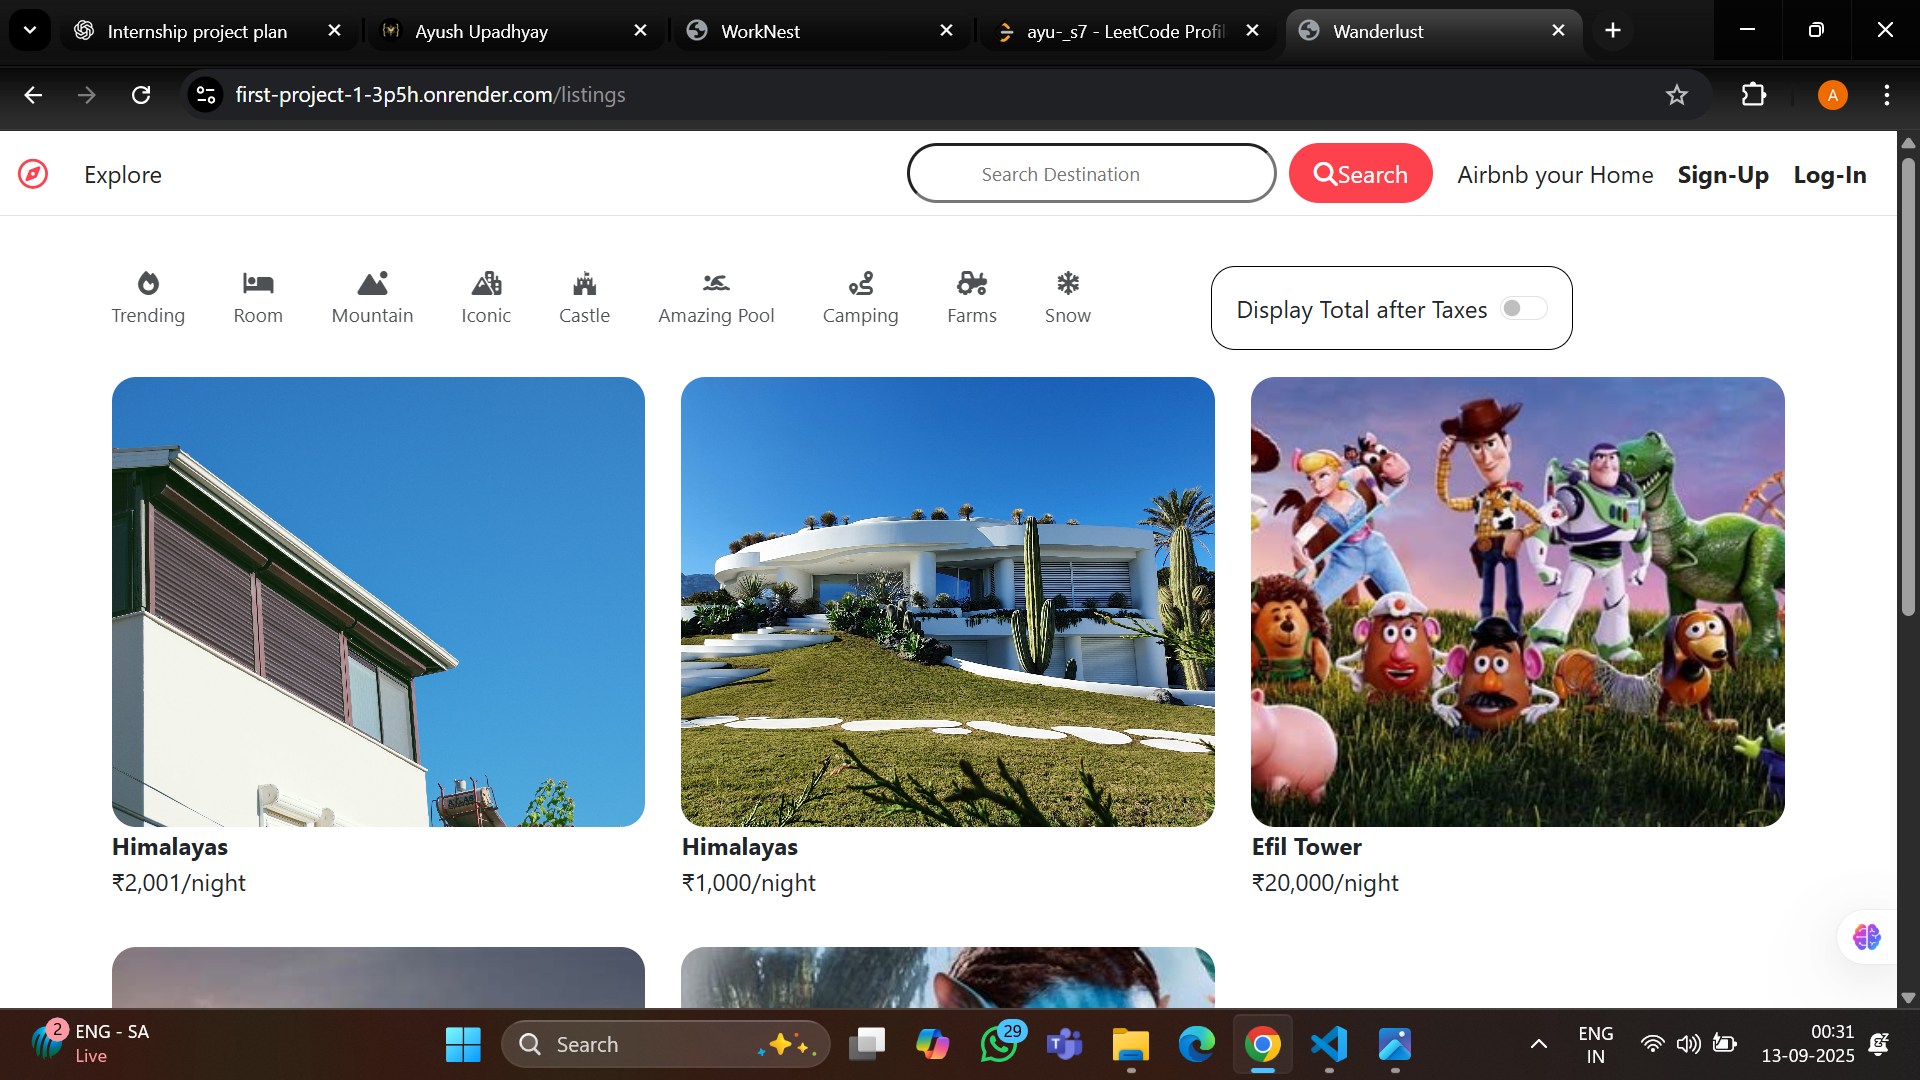 Internship project plan
Ayush Upadhyay
WorkNest
ayu-_s7 - LeetCode Profil
Wanderlust
first-project-1-3p5h.onrender.com/listings
A
Explore
Search Destination
Search
Airbnb your Home
Sign-Up
Log-In
Trending
Room
Mountain
Iconic
Castle
Amazing Pool
Camping
Farms
Snow
Display Total after Taxes
Himalayas
₹2,001/night
Himalayas
₹1,000/night
Efil Tower
₹20,000/night
2
ENG - SA
Live
Search
29
ENG
IN
00:31
13-09-2025